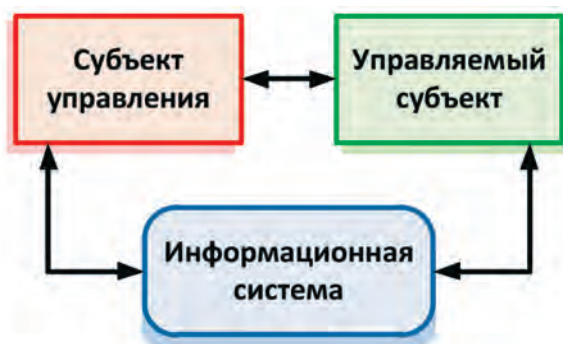 Субъект
управления
Управляемый
субъект
Информационная
система